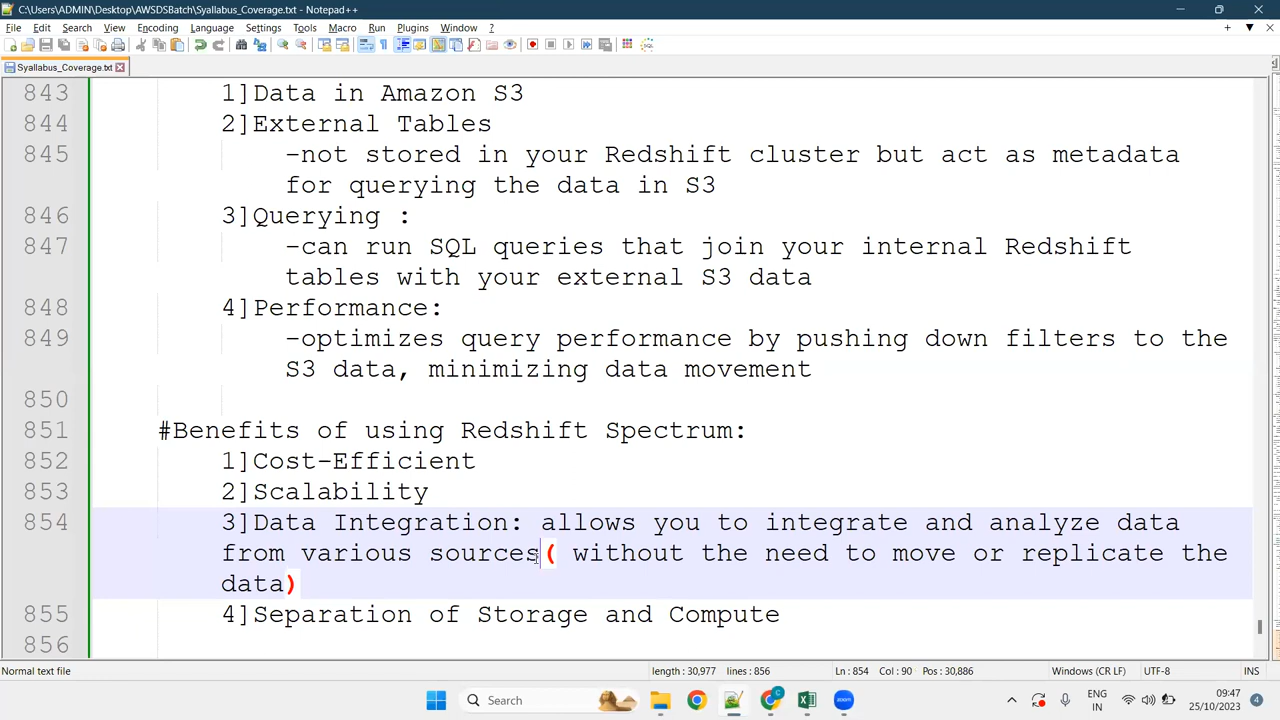 C:\Users\ADMIN\Desktop\AWSDSBatch\Syallabus_Coverage.txt - Notepad++
File Edit Search View Encoding Language Settings Tools Macro Run Plugins Window ?
Syallabus_Coverage.txt
843 1]Data in Amazon S3
844 2]External Tables
845 -not stored in your Redshift cluster but act as metadata
for querying the data in S3
846 3]Querying :
847 -can run SQL queries that join your internal Redshift
tables with your external S3 data
848 4]Performance:
849 -optimizes query performance by pushing down filters to the
S3 data, minimizing data movement
850
851 #Benefits of using Redshift Spectrum:
852 1]Cost-Efficient
853 2]Scalability
854 3]Data Integration: allows you to integrate and analyze data
from various sources( without the need to move or replicate the
data)
855 4]Separation of Storage and Compute
856
Normal text file length : 30,977 lines : 856 Ln : 854 Col : 90 Pos : 30,886 Windows (CR LF) UTF-8 INS
Search zoom ENG 09:47
IN 25/10/2023 4